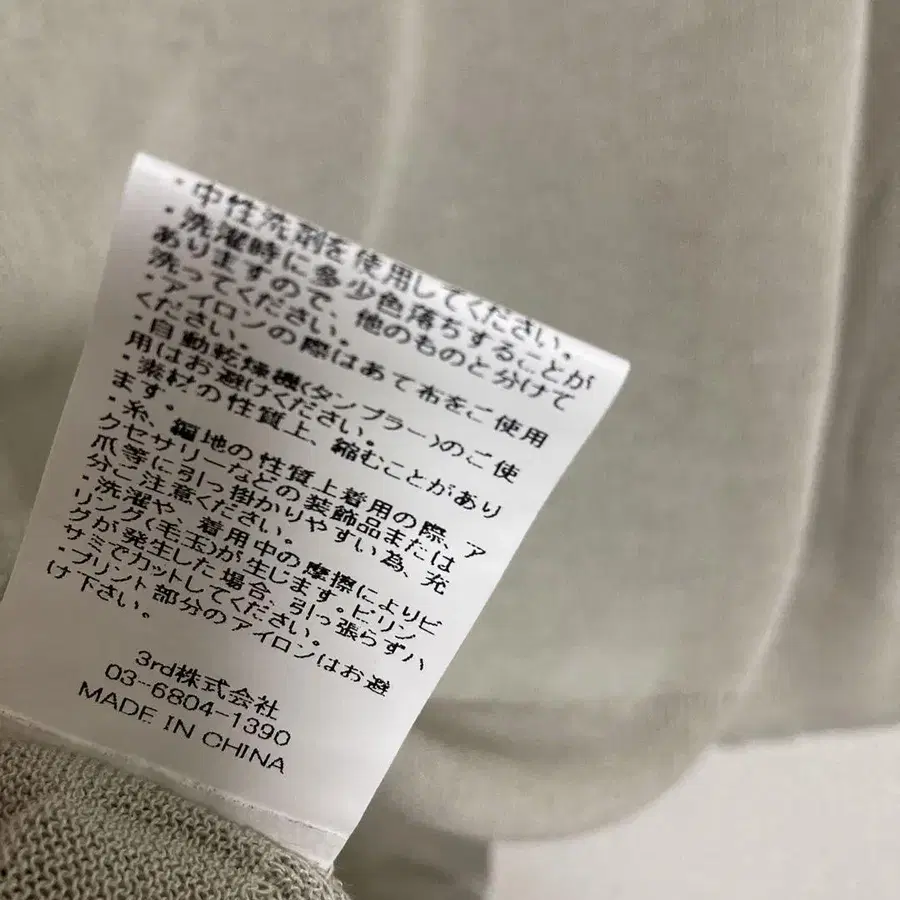 ・中性洗剤を使用してください。
・洗濯時に多少色落ちすることが
ありますので、他のものと分けて
洗ってください。
・アイロンの際はあて布をご使用
ください。
・自動乾燥機(タンブラー)のご使
用はお避けください。
・素材の性質上、縮むことがあり
ます。
・糸、編地の性質上着用の際、ア
クセサリーなどの装飾品または
爪等に引っ掛かりやすい為、充
分ご注意ください。
・洗濯や、着用中の摩擦によりピ
リング(毛玉)が生じます。ピリン
グが発生した場合、引っ張らずハ
サミでカットしてください。
・プリント部分のアイロンはお避
け下さい。
3rd株式会社
03-6804-1390
MADE IN CHINA